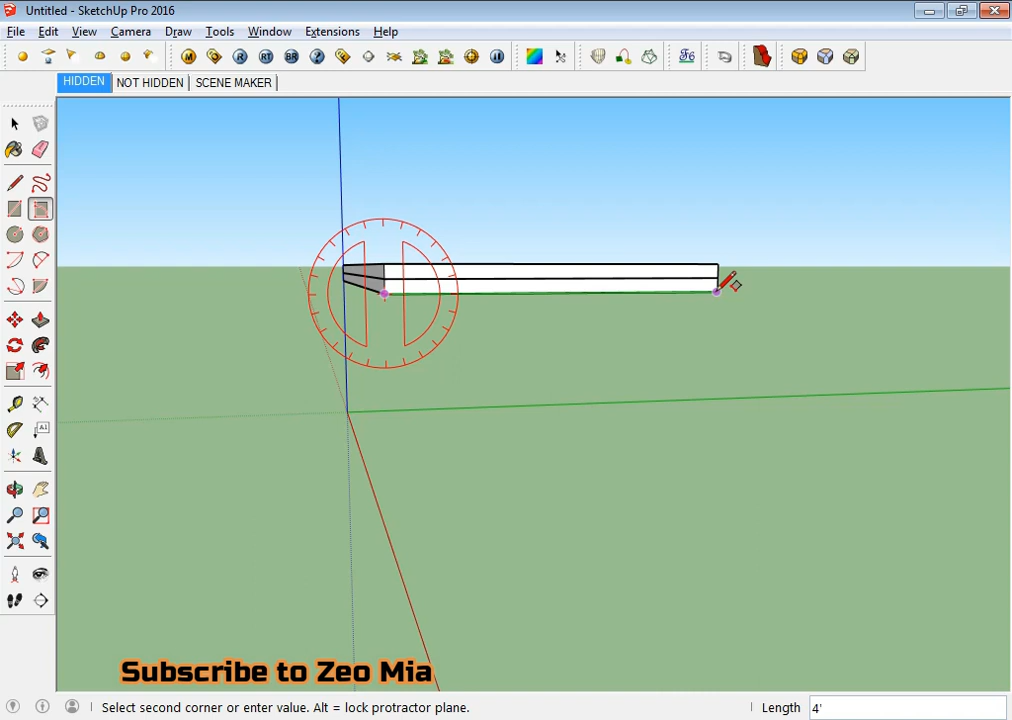 Untitled - SketchUp Pro 2016
File Edit View Camera Draw Tools Window Extensions Help
HIDDEN NOT HIDDEN SCENE MAKER
Subscribe to Zeo Mia
Select second corner or enter value. Alt = lock protractor plane. Length 4'